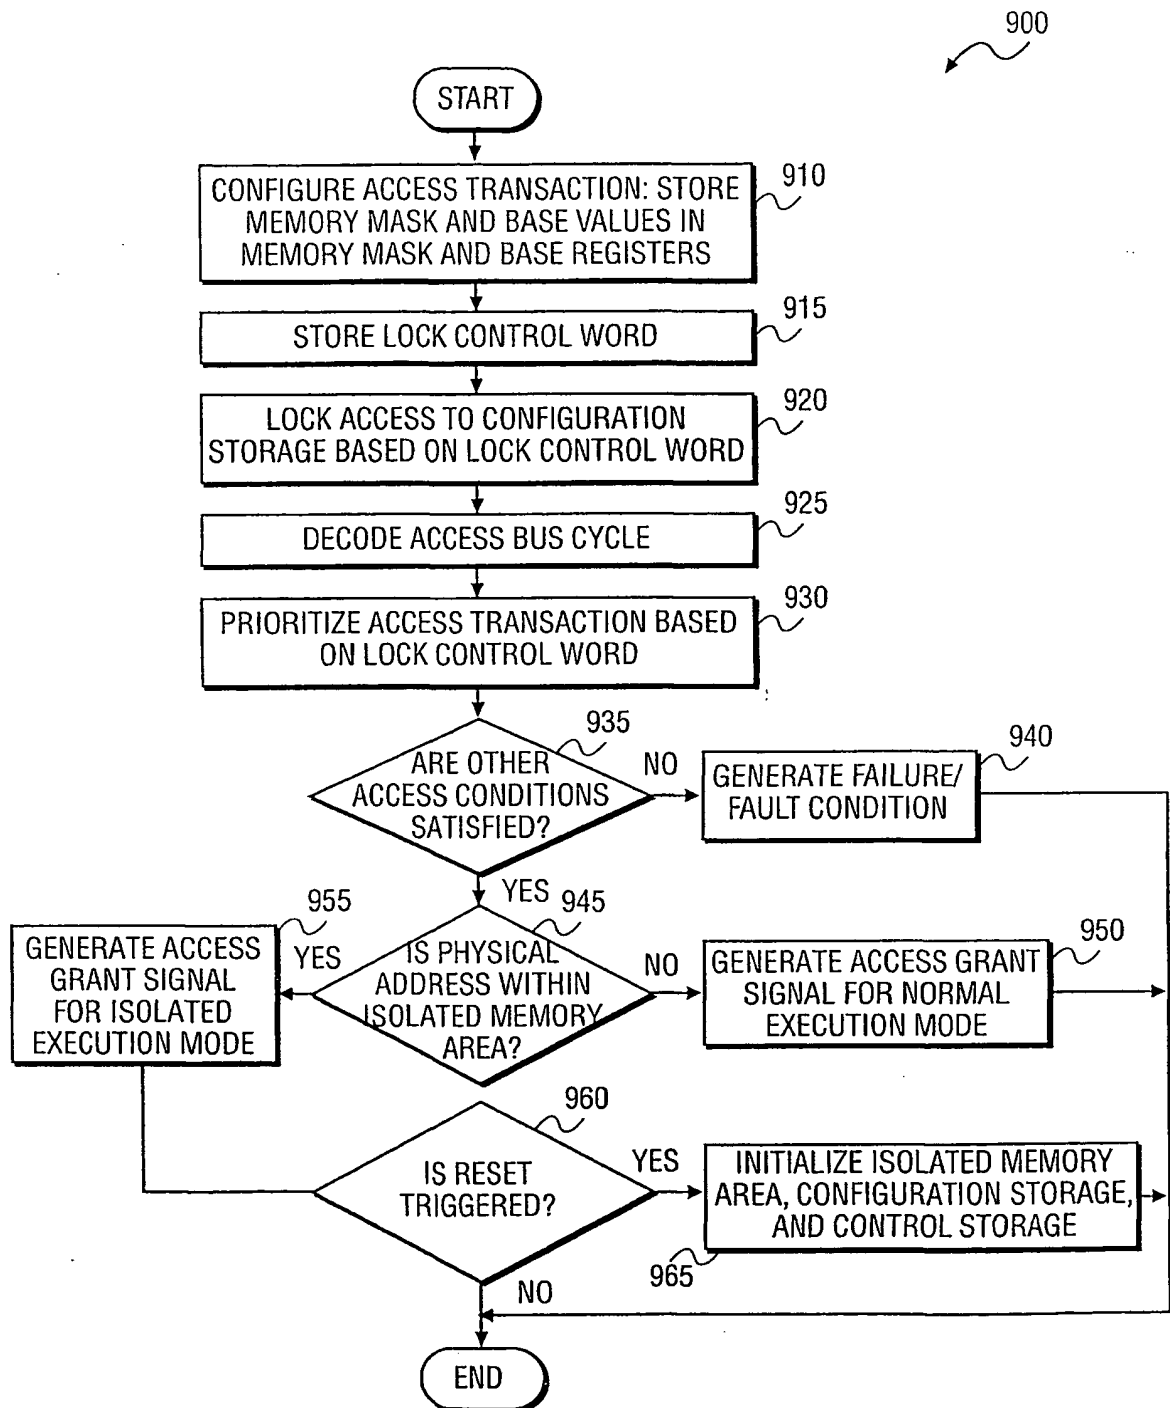 900
START
CONFIGURE ACCESS TRANSACTION: STORE
MEMORY MASK AND BASE VALUES IN
MEMORY MASK AND BASE REGISTERS
910
STORE LOCK CONTROL WORD
915
LOCK ACCESS TO CONFIGURATION
STORAGE BASED ON LOCK CONTROL WORD
920
DECODE ACCESS BUS CYCLE
925
PRIORITIZE ACCESS TRANSACTION BASED
ON LOCK CONTROL WORD
930
ARE OTHER
ACCESS CONDITIONS
SATISFIED?
935
NO
GENERATE FAILURE/
FAULT CONDITION
940
YES
IS PHYSICAL
ADDRESS WITHIN
ISOLATED MEMORY
AREA?
945
NO
GENERATE ACCESS GRANT
SIGNAL FOR NORMAL
EXECUTION MODE
950
YES
GENERATE ACCESS
GRANT SIGNAL
FOR ISOLATED
EXECUTION MODE
955
IS RESET
TRIGGERED?
960
YES
INITIALIZE ISOLATED MEMORY
AREA, CONFIGURATION STORAGE,
AND CONTROL STORAGE
965
NO
END